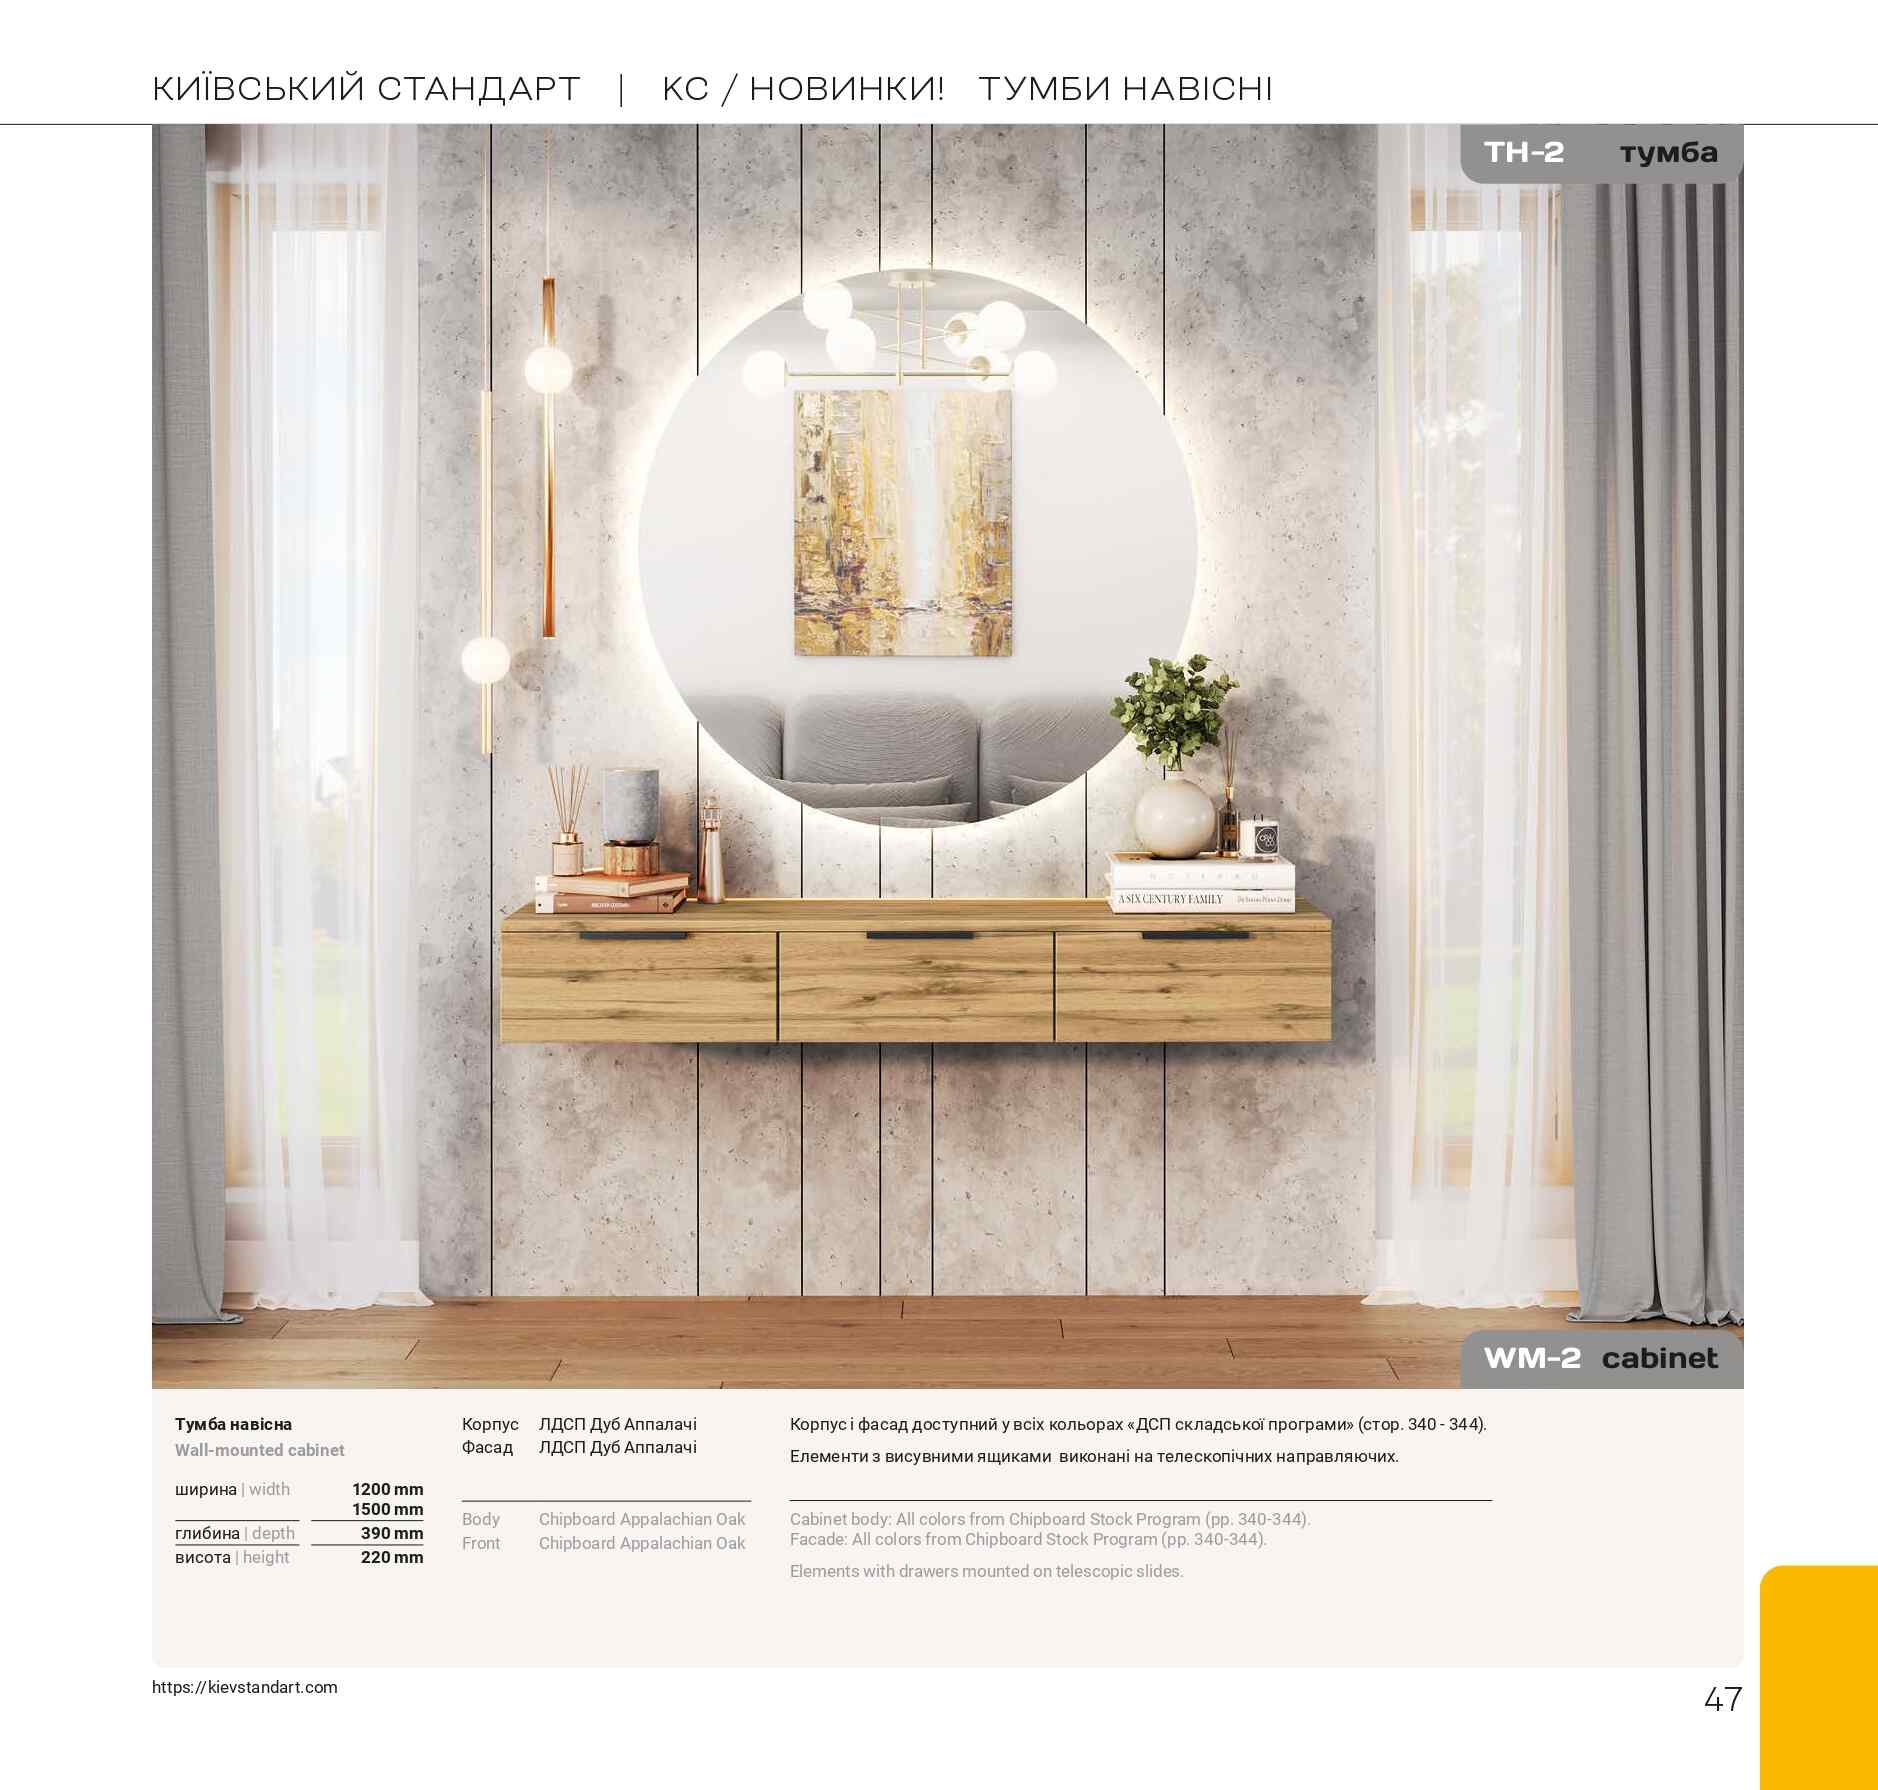 КИЇВСЬКИЙ СТАНДАРТ | КС / НОВИНКИ! ТУМБИ НАВІСНІ
ТН-2 тумба
A SIX CENTURY FAMILY
WM-2 cabinet
Тумба навісна
Wall-mounted cabinet
ширина | width 1200 mm
1500 mm
глибина | depth 390 mm
висота | height 220 mm
Корпус ЛДСП Дуб Аппалачі
Фасад ЛДСП Дуб Аппалачі
Body Chipboard Appalachian Oak
Front Chipboard Appalachian Oak
Корпус і фасад доступний у всіх кольорах «ДСП складської програми» (стор. 340 - 344).
Елементи з висувними ящиками виконані на телескопічних направляючих.
Cabinet body: All colors from Chipboard Stock Program (pp. 340-344).
Facade: All colors from Chipboard Stock Program (pp. 340-344).
Elements with drawers mounted on telescopic slides.
https://kievstandart.com
47